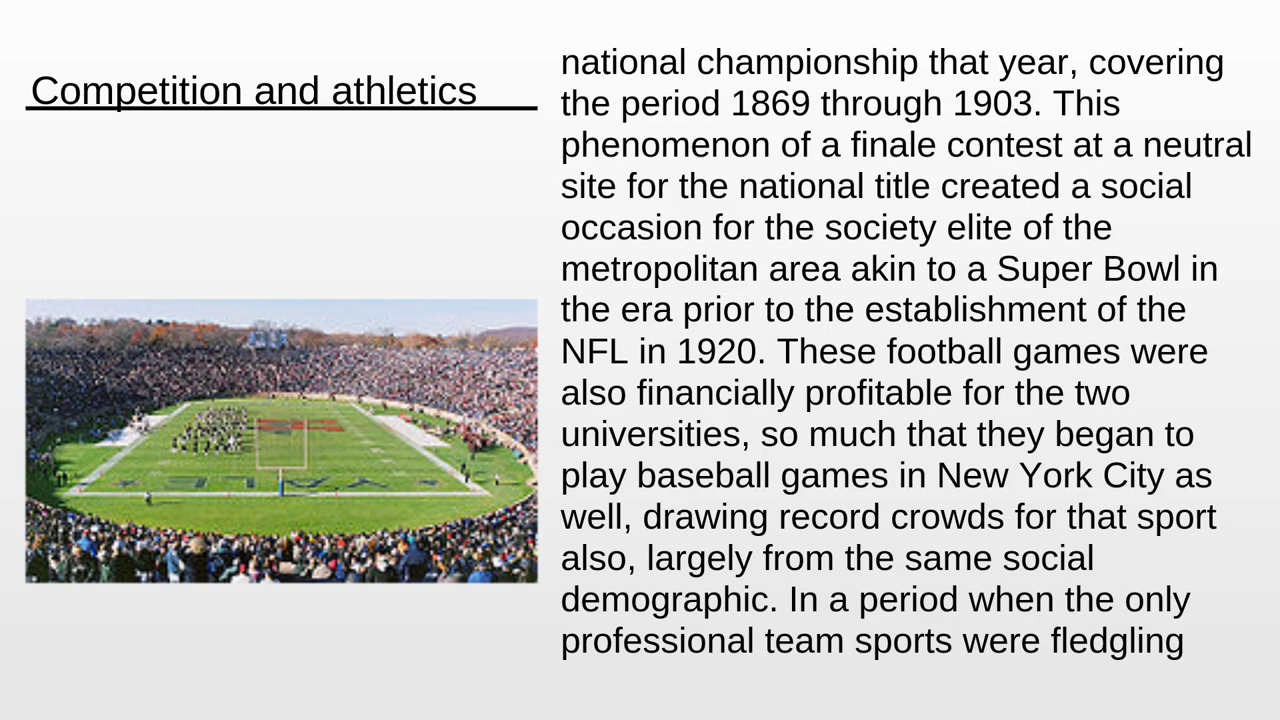 Competition and athletics
national championship that year, covering
the period 1869 through 1903. This
phenomenon of a finale contest at a neutral
site for the national title created a social
occasion for the society elite of the
metropolitan area akin to a Super Bowl in
the era prior to the establishment of the
NFL in 1920. These football games were
also financially profitable for the two
universities, so much that they began to
play baseball games in New York City as
well, drawing record crowds for that sport
also, largely from the same social
demographic. In a period when the only
professional team sports were fledgling
YALE